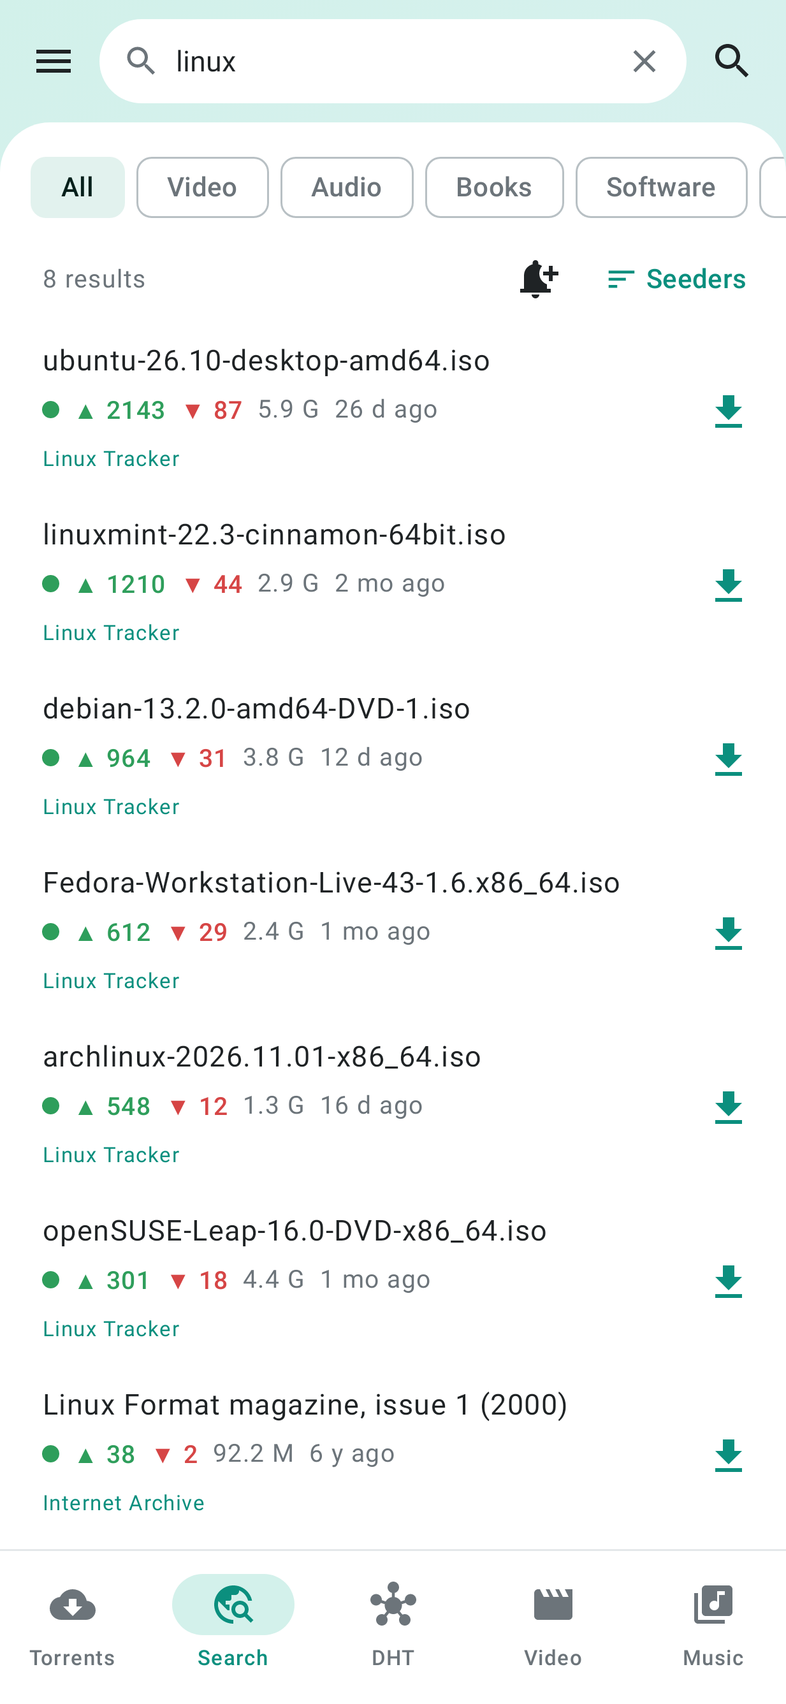 linux
All
Video
Audio
Books
Software
8 results
Seeders
ubuntu-26.10-desktop-amd64.iso
▲ 2143 ▼ 87 5.9 G 26 d ago
Linux Tracker
linuxmint-22.3-cinnamon-64bit.iso
▲ 1210 ▼ 44 2.9 G 2 mo ago
Linux Tracker
debian-13.2.0-amd64-DVD-1.iso
▲ 964 ▼ 31 3.8 G 12 d ago
Linux Tracker
Fedora-Workstation-Live-43-1.6.x86_64.iso
▲ 612 ▼ 29 2.4 G 1 mo ago
Linux Tracker
archlinux-2026.11.01-x86_64.iso
▲ 548 ▼ 12 1.3 G 16 d ago
Linux Tracker
openSUSE-Leap-16.0-DVD-x86_64.iso
▲ 301 ▼ 18 4.4 G 1 mo ago
Linux Tracker
Linux Format magazine, issue 1 (2000)
▲ 38 ▼ 2 92.2 M 6 y ago
Internet Archive
Torrents
Search
DHT
Video
Music